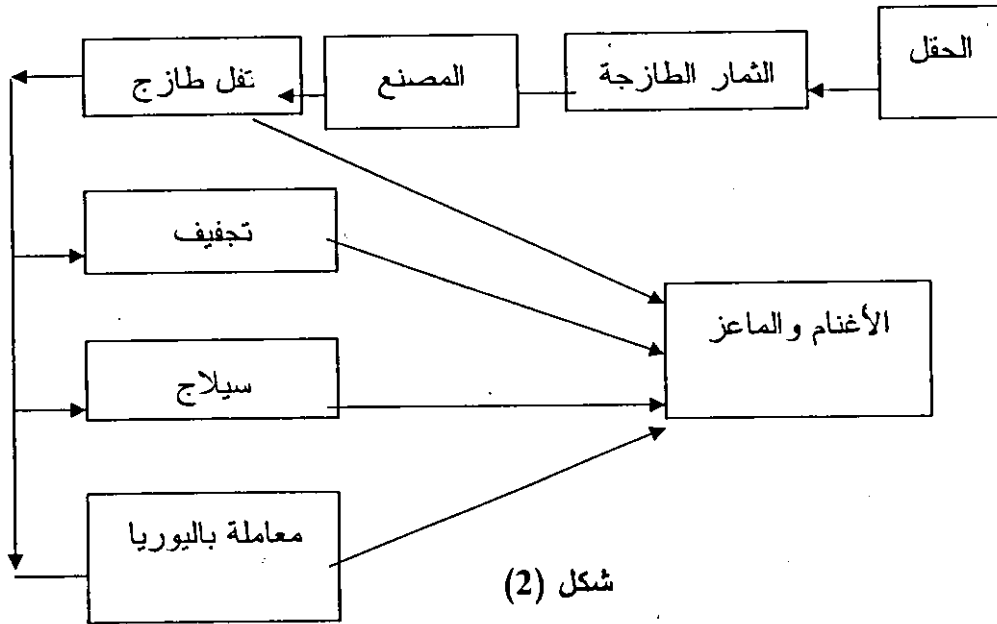 الحقل
الثمار الطازجة
المصنع
تفل طازج
تجفيف
الأغنام والماعز
سيلاج
معاملة باليوريا
شكل (2)